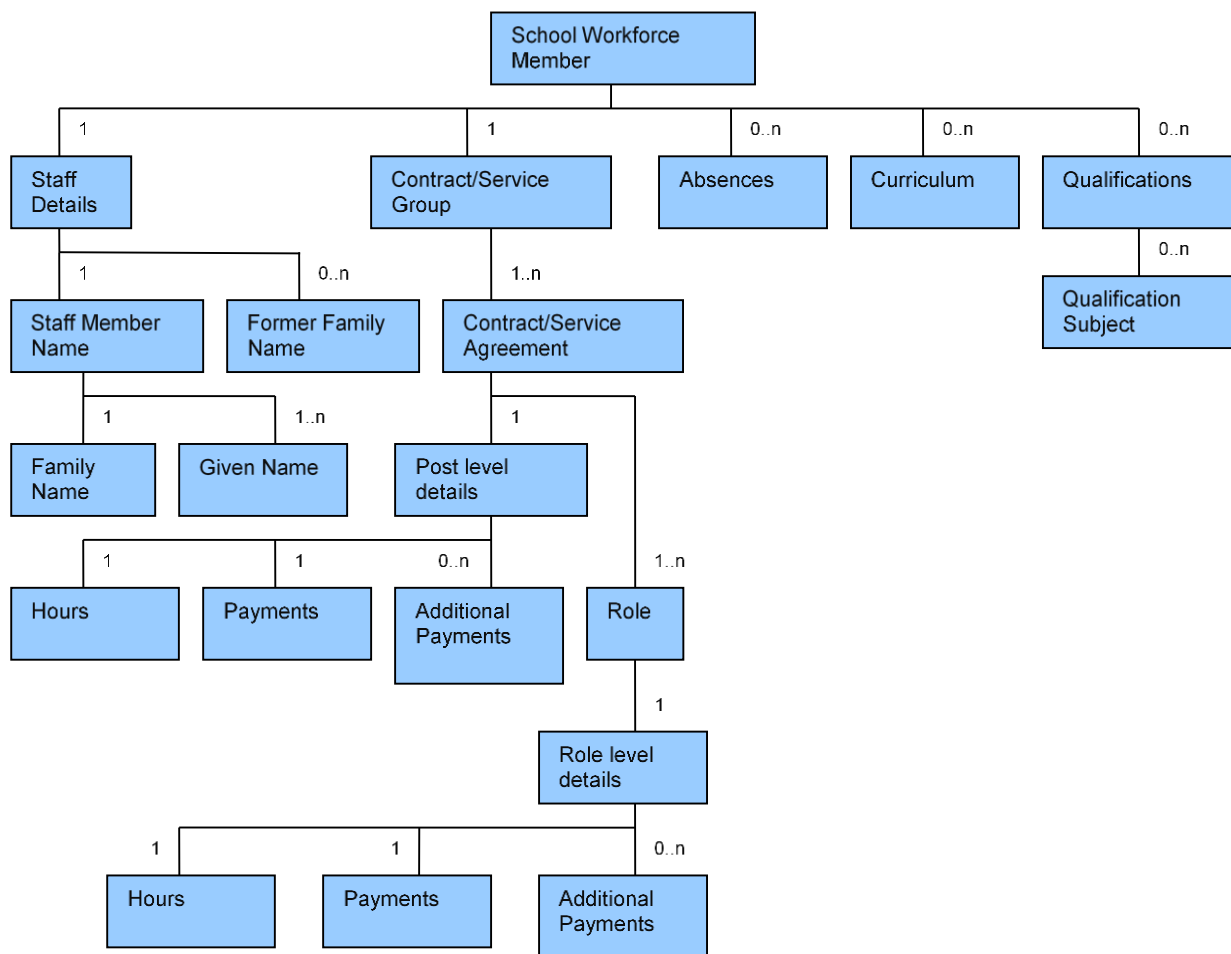 School Workforce
Member
1
1
0..n
0..n
0..n
Staff
Details
Contract/Service
Group
Absences
Curriculum
Qualifications
1
0..n
1..n
0..n
Staff Member
Name
Former Family
Name
Contract/Service
Agreement
Qualification
Subject
1
1..n
1
Family
Name
Given Name
Post level
details
1
1
0..n
1..n
Hours
Payments
Additional
Payments
Role
1
Role level
details
1
1
0..n
Hours
Payments
Additional
Payments